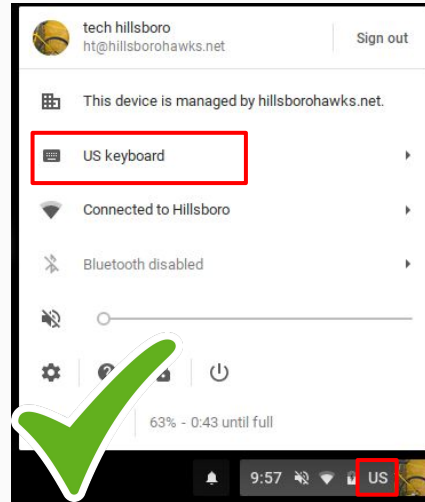 tech hillsboro
ht@hillsborohawks.net
Sign out
This device is managed by hillsborohawks.net.
US keyboard
Connected to Hillsboro
Bluetooth disabled
63% - 0:43 until full
9:57 US